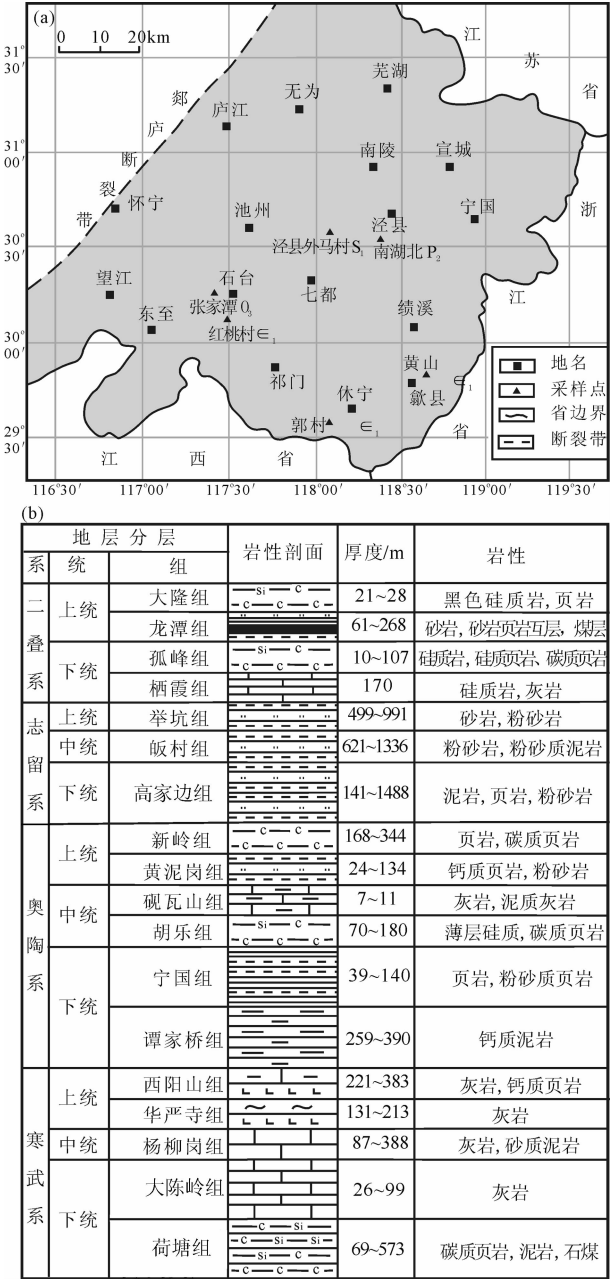 (a)
0 10 20km
31°30′
31°00′
30°30′
30°00′
29°30′
江苏省
浙江省
江西省
郯庐断裂带
芜湖
无为
庐江
南陵
宣城
怀宁
池州
泾县
宁国
泾县外马村S₁
南湖北P₂
望江
石台
七都
张家潭O₃
东至
红桃村∈₁
绩溪
黄山
∈₁
祁门
歙县
休宁
郭村
∈₁
地名
采样点
省边界
断裂带
116°30′ 117°00′ 117°30′ 118°00′ 118°30′ 119°00′ 119°30′
(b)
地层分层 岩性剖面 厚度/m 岩性
系 统 组
二叠系 上统 大隆组 si c c c c 21~28 黑色硅质岩,页岩
龙潭组 61~268 砂岩,砂岩页岩互层、煤层
下统 孤峰组 si c c c c 10~107 硅质岩,硅质页岩、碳质页岩
栖霞组 170 硅质岩,灰岩
志留系 上统 举坑组 499~991 砂岩,粉砂岩
中统 皈村组 621~1336 粉砂岩,粉砂质泥岩
下统 高家边组 141~1488 泥岩,页岩,粉砂岩
奥陶系 上统 新岭组 c c c c c 168~344 页岩,碳质页岩
黄泥岗组 24~134 钙质页岩,粉砂岩
中统 砚瓦山组 7~11 灰岩,泥质灰岩
胡乐组 si c c c c 70~180 薄层硅质,碳质页岩
下统 宁国组 39~140 页岩,粉砂质页岩
谭家桥组 259~390 钙质泥岩
寒武系 上统 西阳山组 221~383 灰岩,钙质页岩
华严寺组 131~213 灰岩
中统 杨柳岗组 87~388 灰岩,砂质泥岩
下统 大陈岭组 26~99 灰岩
荷塘组 c si c si c si c c c 69~573 碳质页岩,泥岩,石煤